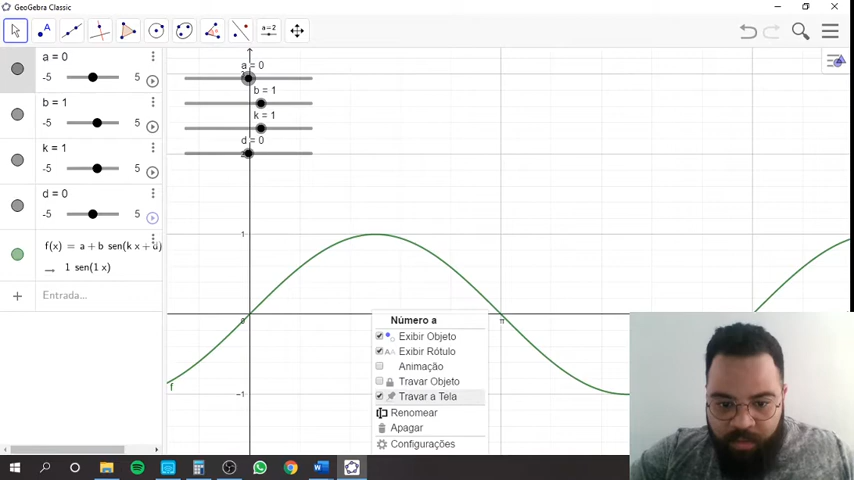 GeoGebra Classic
a=2
a = 0
-5
5
b = 1
-5
5
k = 1
-5
5
d = 0
-5
5
f(x) = a + b sen(k x + d)
→ 1 sen(1 x)
Entrada...
a = 0
b = 1
k = 1
d = 0
1
0
π
−1
f
Número a
Exibir Objeto
AA Exibir Rótulo
Animação
Travar Objeto
Travar a Tela
Renomear
Apagar
Configurações